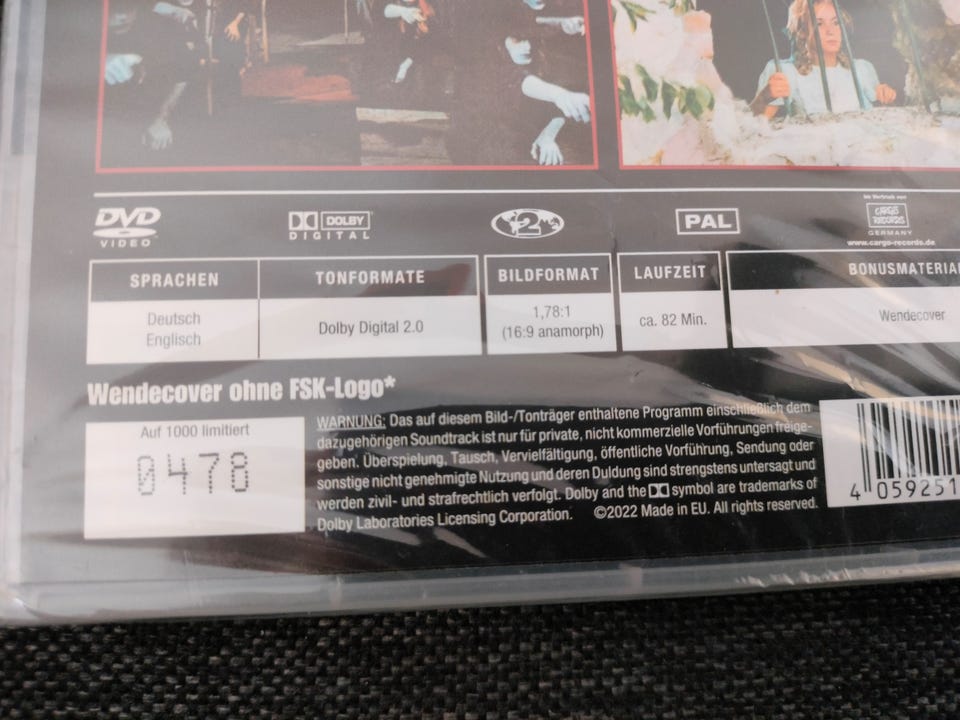 DVD
VIDEO
DOLBY
DIGITAL
2
PAL
Im Vertrieb von
CARGO
RECORDS
GERMANY
www.cargo-records.de
SPRACHEN
Deutsch
Englisch
TONFORMATE
Dolby Digital 2.0
BILDFORMAT
1,78:1
(16:9 anamorph)
LAUFZEIT
ca. 82 Min.
BONUSMATERIAL
Wendecover
Wendecover ohne FSK-Logo*
Auf 1000 limitiert
0478
WARNUNG: Das auf diesem Bild-/Tonträger enthaltene Programm einschließlich dem
dazugehörigen Soundtrack ist nur für private, nicht kommerzielle Vorführungen freige-
geben. Überspielung, Tausch, Vervielfältigung, öffentliche Vorführung, Sendung oder
sonstige nicht genehmigte Nutzung und deren Duldung sind strengstens untersagt und
werden zivil- und strafrechtlich verfolgt. Dolby and the symbol are trademarks of
Dolby Laboratories Licensing Corporation. ©2022 Made in EU. All rights reserved.
4 059251